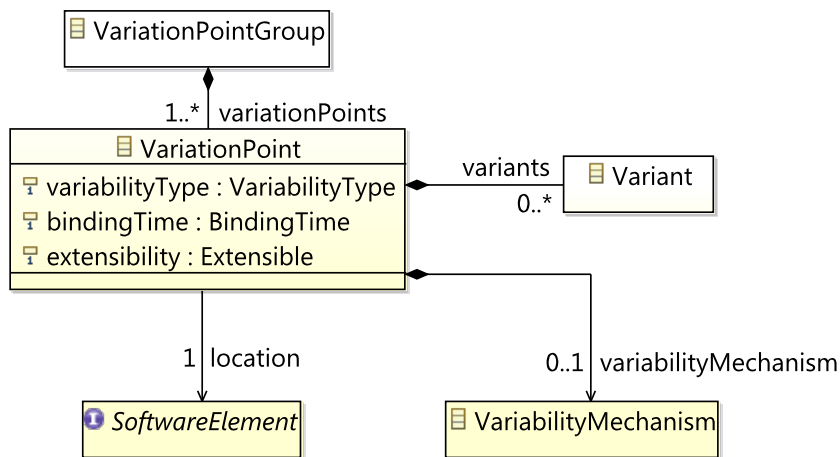 VariationPointGroup
1..* variationPoints
VariationPoint
variabilityType : VariabilityType
bindingTime : BindingTime
extensibility : Extensible
variants
0..*
Variant
1 location
0..1 variabilityMechanism
SoftwareElement
VariabilityMechanism